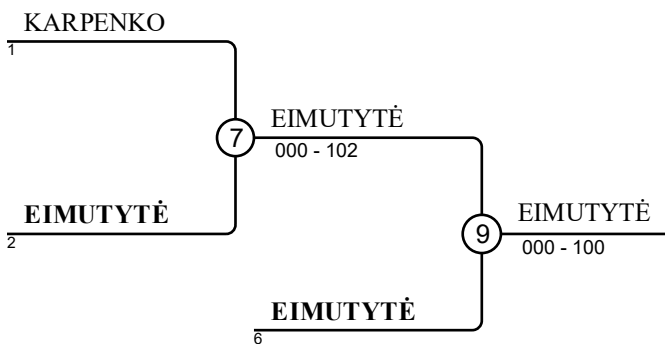 KARPENKO
1
7
EIMUTYTĖ
000 - 102
EIMUTYTĖ
2
9
EIMUTYTĖ
000 - 100
EIMUTYTĖ
6